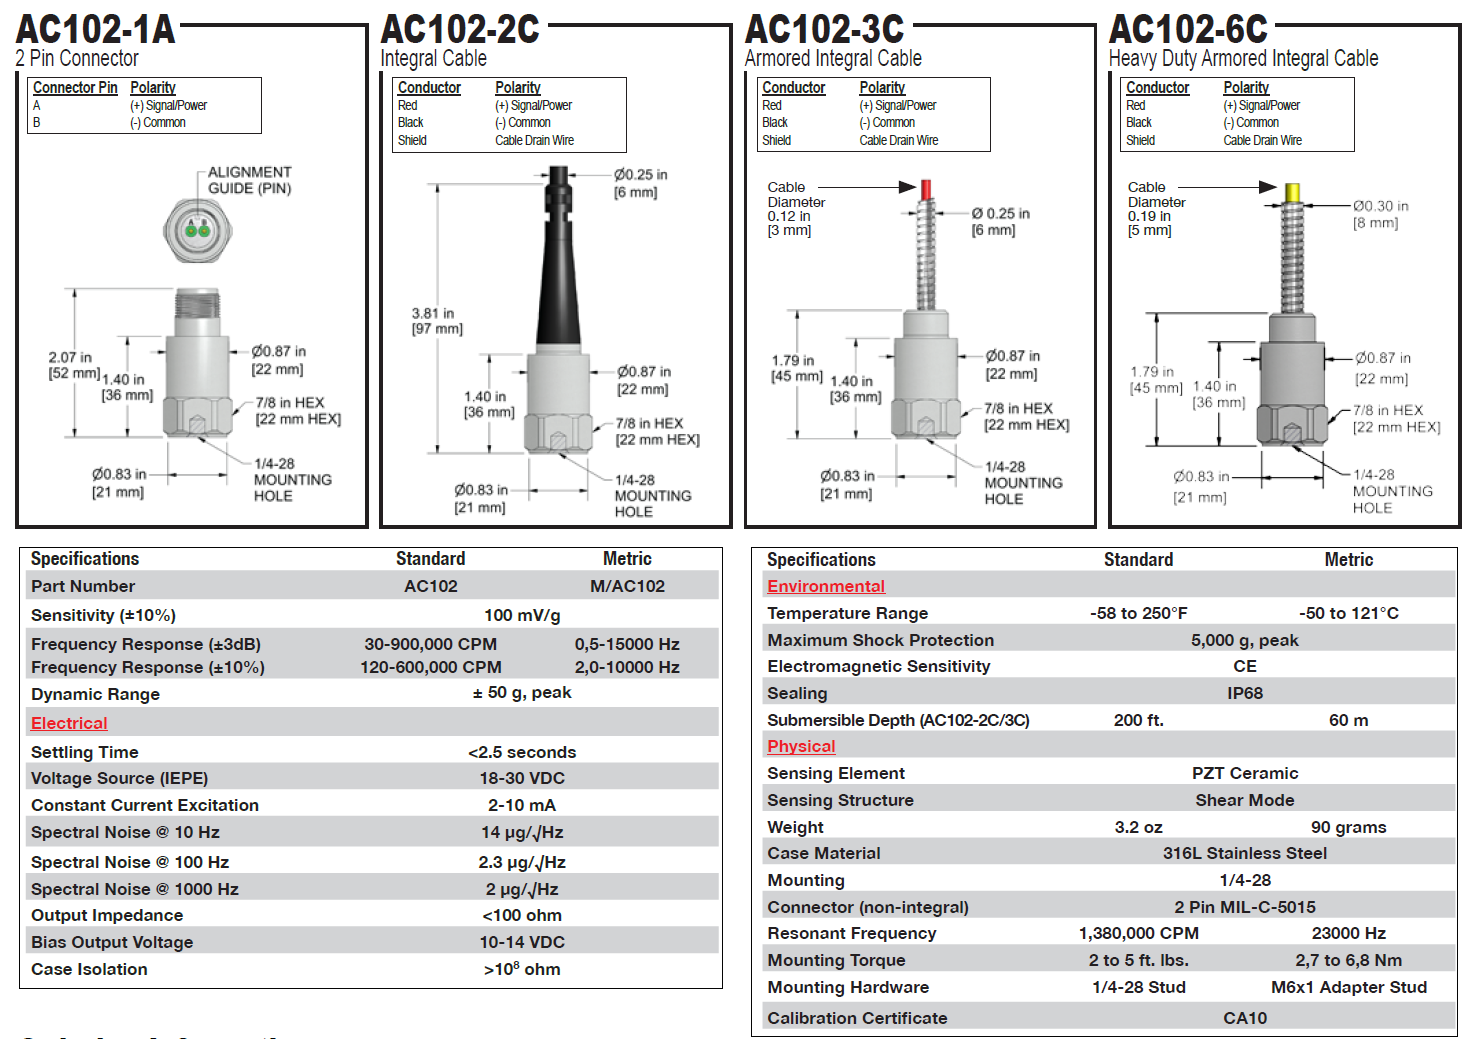 AC102-1A
2 Pin Connector
Connector Pin Polarity
A (+) Signal/Power
B (-) Common
ALIGNMENT
GUIDE (PIN)
A B
2.07 in
[52 mm]
1.40 in
[36 mm]
Ø0.87 in
[22 mm]
7/8 in HEX
[22 mm HEX]
Ø0.83 in
[21 mm]
1/4-28
MOUNTING
HOLE
AC102-2C
Integral Cable
Conductor Polarity
Red (+) Signal/Power
Black (-) Common
Shield Cable Drain Wire
Ø0.25 in
[6 mm]
3.81 in
[97 mm]
1.40 in
[36 mm]
Ø0.87 in
[22 mm]
7/8 in HEX
[22 mm HEX]
Ø0.83 in
[21 mm]
1/4-28
MOUNTING
HOLE
AC102-3C
Armored Integral Cable
Conductor Polarity
Red (+) Signal/Power
Black (-) Common
Shield Cable Drain Wire
Cable
Diameter
0.12 in
[3 mm]
Ø 0.25 in
[6 mm]
1.79 in
[45 mm]
1.40 in
[36 mm]
Ø0.87 in
[22 mm]
7/8 in HEX
[22 mm HEX]
Ø0.83 in
[21 mm]
1/4-28
MOUNTING
HOLE
AC102-6C
Heavy Duty Armored Integral Cable
Conductor Polarity
Red (+) Signal/Power
Black (-) Common
Shield Cable Drain Wire
Cable
Diameter
0.19 in
[5 mm]
Ø0.30 in
[8 mm]
1.79 in
[45 mm]
1.40 in
[36 mm]
Ø0.87 in
[22 mm]
7/8 in HEX
[22 mm HEX]
Ø0.83 in
[21 mm]
1/4-28
MOUNTING
HOLE
Specifications Standard Metric
Part Number AC102 M/AC102
Sensitivity (±10%) 100 mV/g
Frequency Response (±3dB) 30-900,000 CPM 0,5-15000 Hz
Frequency Response (±10%) 120-600,000 CPM 2,0-10000 Hz
Dynamic Range ± 50 g, peak
Electrical
Settling Time <2.5 seconds
Voltage Source (IEPE) 18-30 VDC
Constant Current Excitation 2-10 mA
Spectral Noise @ 10 Hz 14 µg/√Hz
Spectral Noise @ 100 Hz 2.3 µg/√Hz
Spectral Noise @ 1000 Hz 2 µg/√Hz
Output Impedance <100 ohm
Bias Output Voltage 10-14 VDC
Case Isolation >10⁸ ohm
Specifications Standard Metric
Environmental
Temperature Range -58 to 250°F -50 to 121°C
Maximum Shock Protection 5,000 g, peak
Electromagnetic Sensitivity CE
Sealing IP68
Submersible Depth (AC102-2C/3C) 200 ft. 60 m
Physical
Sensing Element PZT Ceramic
Sensing Structure Shear Mode
Weight 3.2 oz 90 grams
Case Material 316L Stainless Steel
Mounting 1/4-28
Connector (non-integral) 2 Pin MIL-C-5015
Resonant Frequency 1,380,000 CPM 23000 Hz
Mounting Torque 2 to 5 ft. lbs. 2,7 to 6,8 Nm
Mounting Hardware 1/4-28 Stud M6x1 Adapter Stud
Calibration Certificate CA10